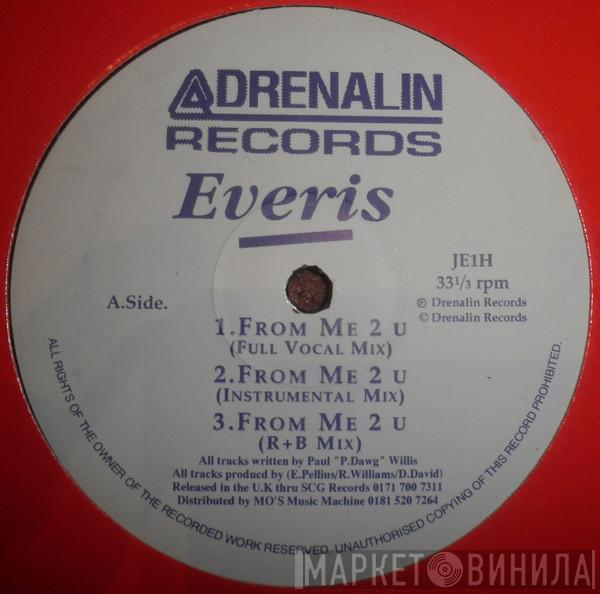 ADRENALIN
RECORDS
Everis
JE1H
33 1/3 rpm
℗ Drenalin Records
© Drenalin Records
A.Side.
1.From Me 2 u
(Full Vocal Mix)
2.From Me 2 u
(Instrumental Mix)
3.From Me 2 u
(R+B Mix)
All tracks written by Paul "P.Dawg" Willis
All tracks produced by (E.Pellius/R.Williams/D.David)
Released in the U.K thru SCG Records 0171 700 7311
Distributed by MO'S Music Machine 0181 520 7264
ALL RIGHTS OF THE OWNER OF THE RECORDED WORK RESERVED. UNAUTHORISED COPYING OF THIS RECORD PROHIBITED.
МАРКЕТ ВИНИЛА